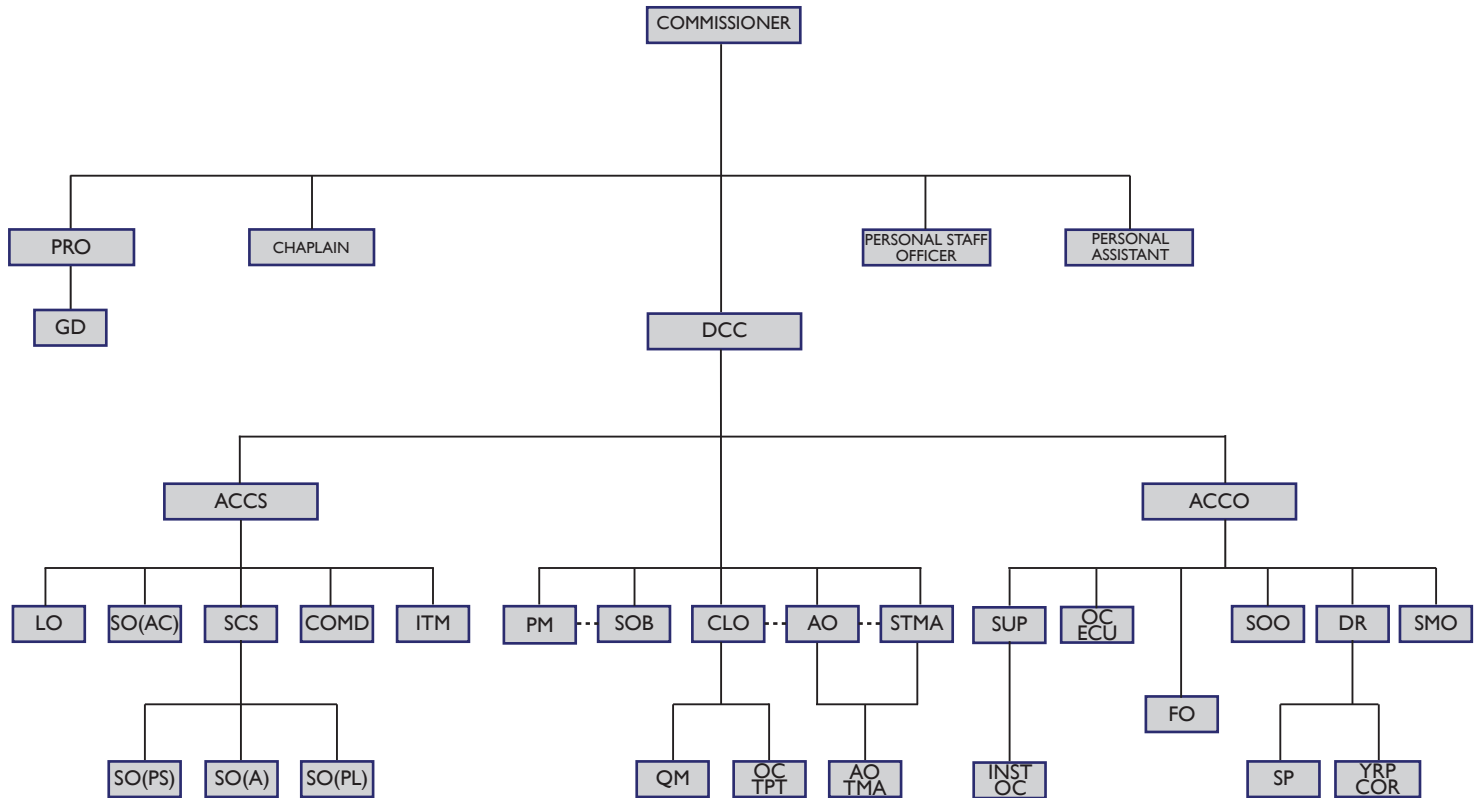 COMMISSIONER
PRO
CHAPLAIN
PERSONAL STAFF
OFFICER
PERSONAL
ASSISTANT
GD
DCC
ACCS
ACCO
LO
SO(AC)
SCS
COMD
ITM
PM
SOB
CLO
AO
STMA
SUP
OC
ECU
SOO
DR
SMO
FO
SO(PS)
SO(A)
SO(PL)
QM
OC
TPT
AO
TMA
INST
OC
SP
YRP
COR